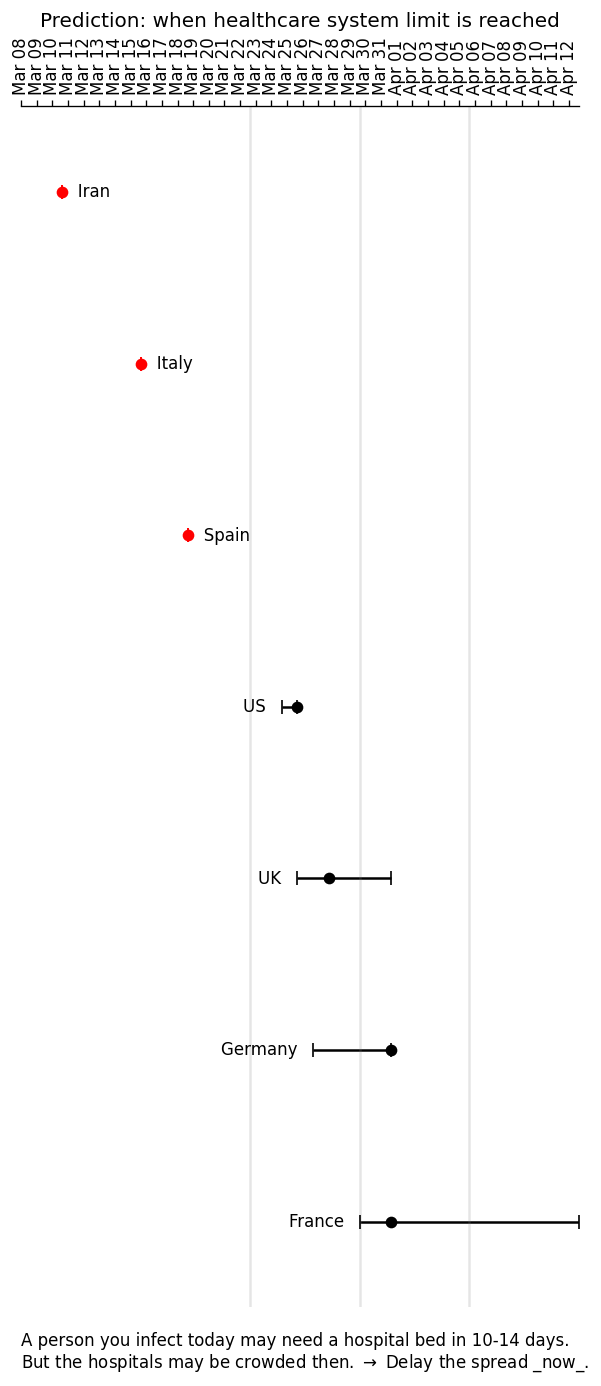 Prediction: when healthcare system limit is reached
Mar 08
Mar 09
Mar 10
Mar 11
Mar 12
Mar 13
Mar 14
Mar 15
Mar 16
Mar 17
Mar 18
Mar 19
Mar 20
Mar 21
Mar 22
Mar 23
Mar 24
Mar 25
Mar 26
Mar 27
Mar 28
Mar 29
Mar 30
Mar 31
Apr 01
Apr 02
Apr 03
Apr 04
Apr 05
Apr 06
Apr 07
Apr 08
Apr 09
Apr 10
Apr 11
Apr 12
Iran
Italy
Spain
US
UK
Germany
France
A person you infect today may need a hospital bed in 10-14 days.
But the hospitals may be crowded then. → Delay the spread _now_.